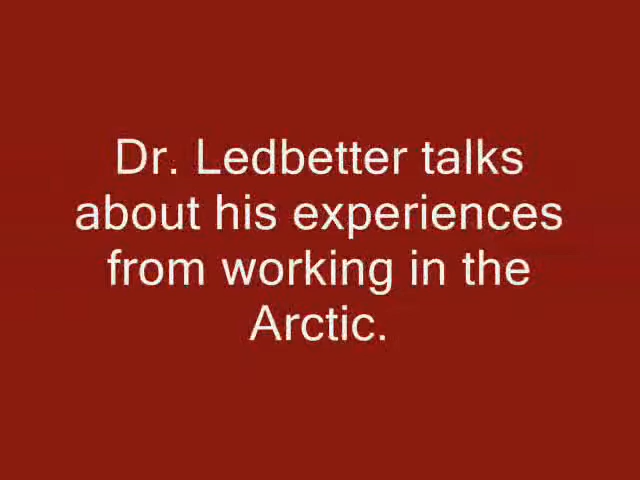 Dr. Ledbetter talks
about his experiences
from working in the
Arctic.